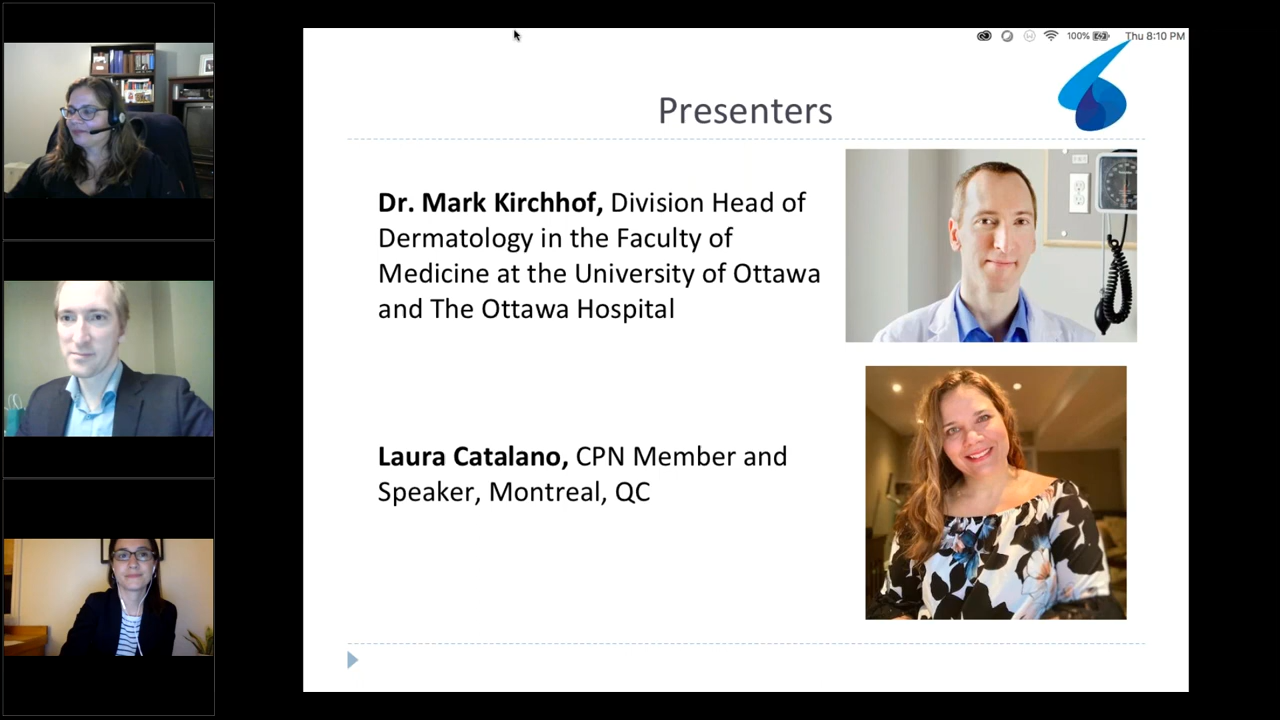 100% Thu 8:10 PM
Presenters
Dr. Mark Kirchhof, Division Head of
Dermatology in the Faculty of
Medicine at the University of Ottawa
and The Ottawa Hospital
Laura Catalano, CPN Member and
Speaker, Montreal, QC